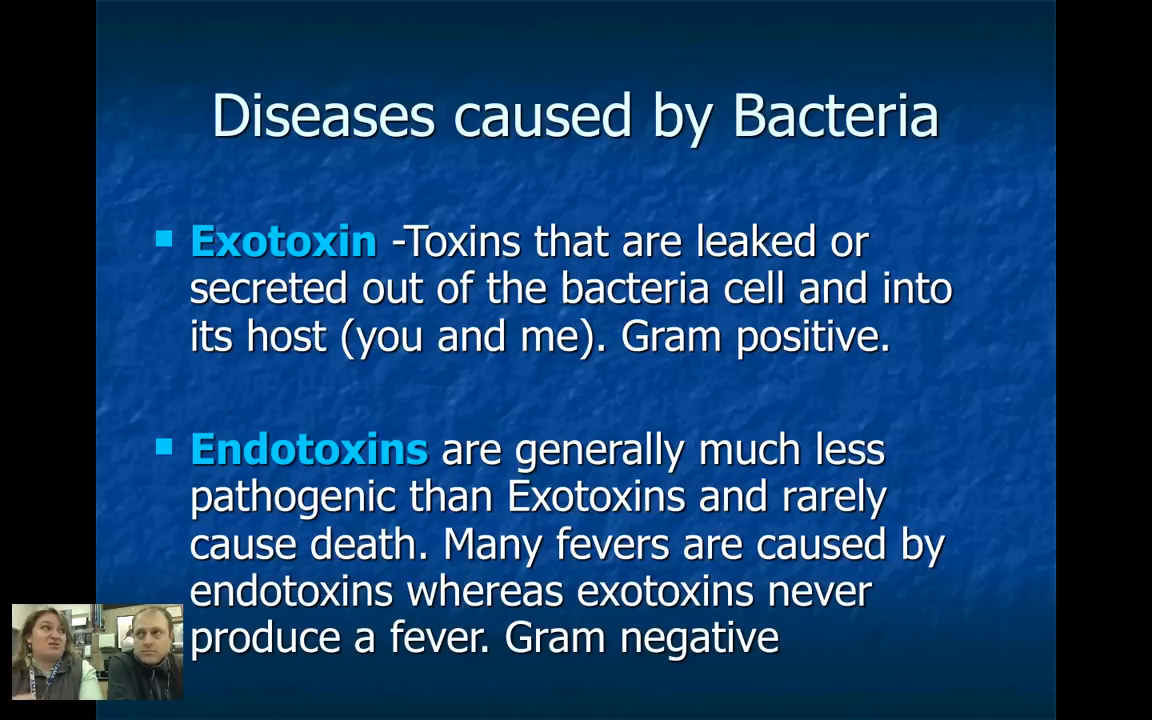 Diseases caused by Bacteria
Exotoxin -Toxins that are leaked or
secreted out of the bacteria cell and into
its host (you and me). Gram positive.
Endotoxins are generally much less
pathogenic than Exotoxins and rarely
cause death. Many fevers are caused by
endotoxins whereas exotoxins never
produce a fever. Gram negative